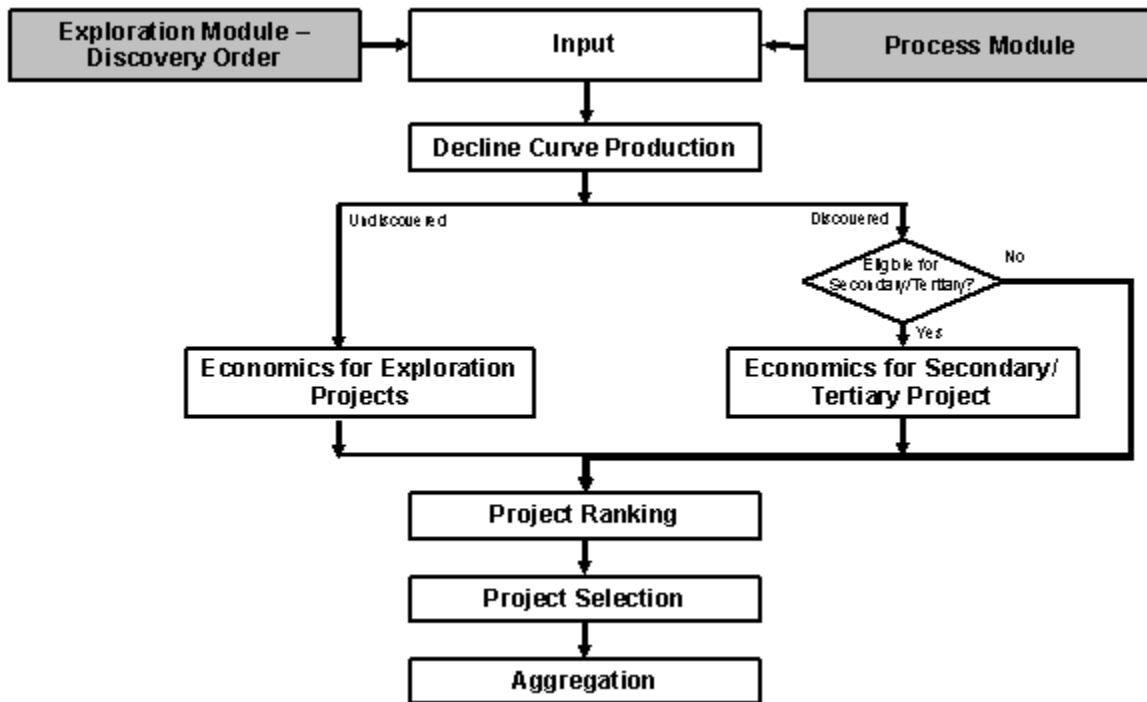 Exploration Module –
Discovery Order
Input
Process Module
Decline Curve Production
Undiscovered
Discovered
Eligible for
Secondary/Tertiary?
No
Yes
Economics for Exploration
Projects
Economics for Secondary/
Tertiary Project
Project Ranking
Project Selection
Aggregation